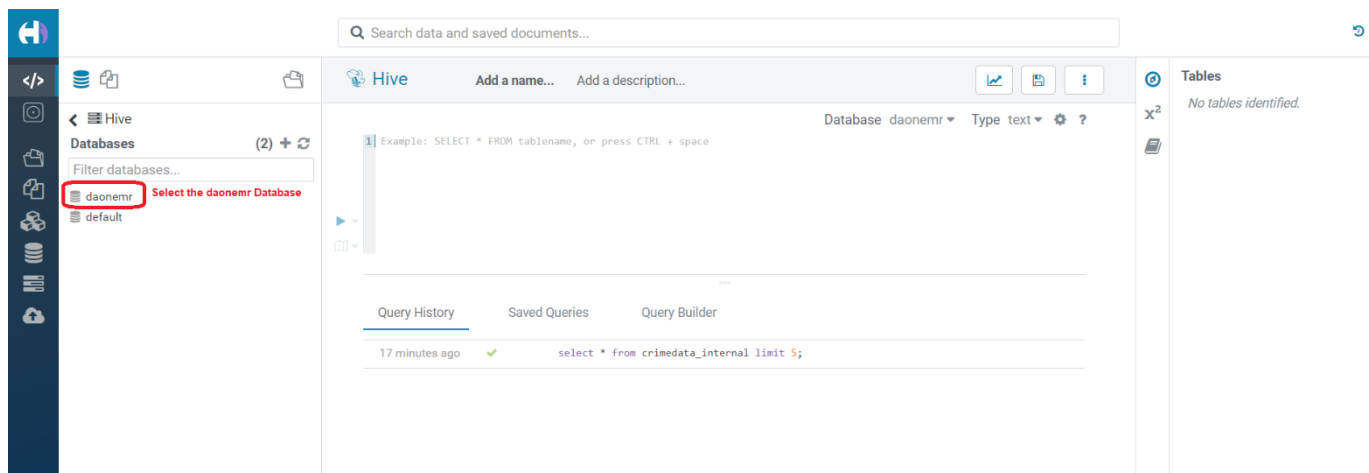 Search data and saved documents...
</>
Hive Add a name... Add a description...
Tables
No tables identified.
Hive
Databases (2)
Filter databases...
daonemr Select the daonemr Database
default
Database daonemr Type text ?
1 Example: SELECT * FROM tablename, or press CTRL + space
x²
Query History Saved Queries Query Builder
17 minutes ago select * from crimedata_internal limit 5;